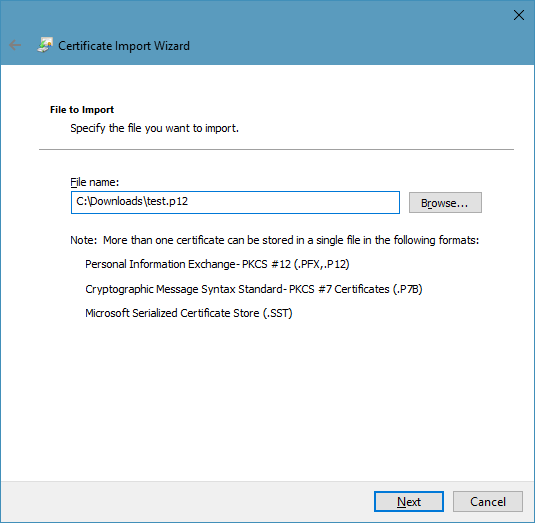 Certificate Import Wizard
File to Import
Specify the file you want to import.
File name:
C:\Downloads\test.p12
Browse...
Note: More than one certificate can be stored in a single file in the following formats:
Personal Information Exchange- PKCS #12 (.PFX,.P12)
Cryptographic Message Syntax Standard- PKCS #7 Certificates (.P7B)
Microsoft Serialized Certificate Store (.SST)
Next
Cancel